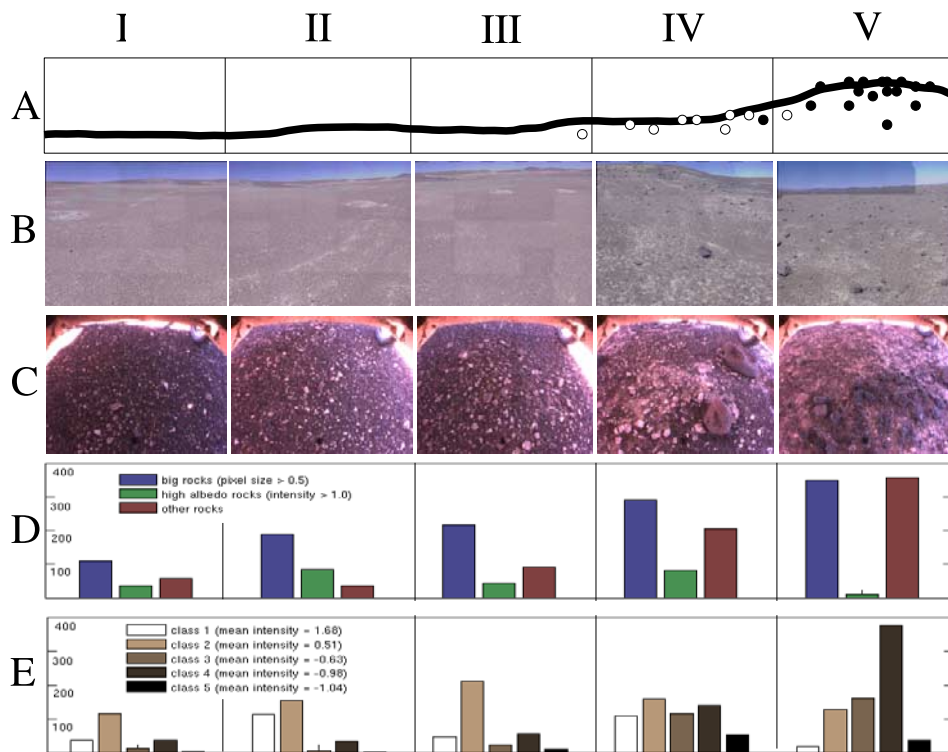 I II III IV V
A
B
C
D
400
300
200
100
big rocks (pixel size > 0.5)
high albedo rocks (intensity > 1.0)
other rocks
E
400
300
200
100
class 1 (mean intensity = 1.68)
class 2 (mean intensity = 0.51)
class 3 (mean intensity = -0.63)
class 4 (mean intensity = -0.98)
class 5 (mean intensity = -1.04)